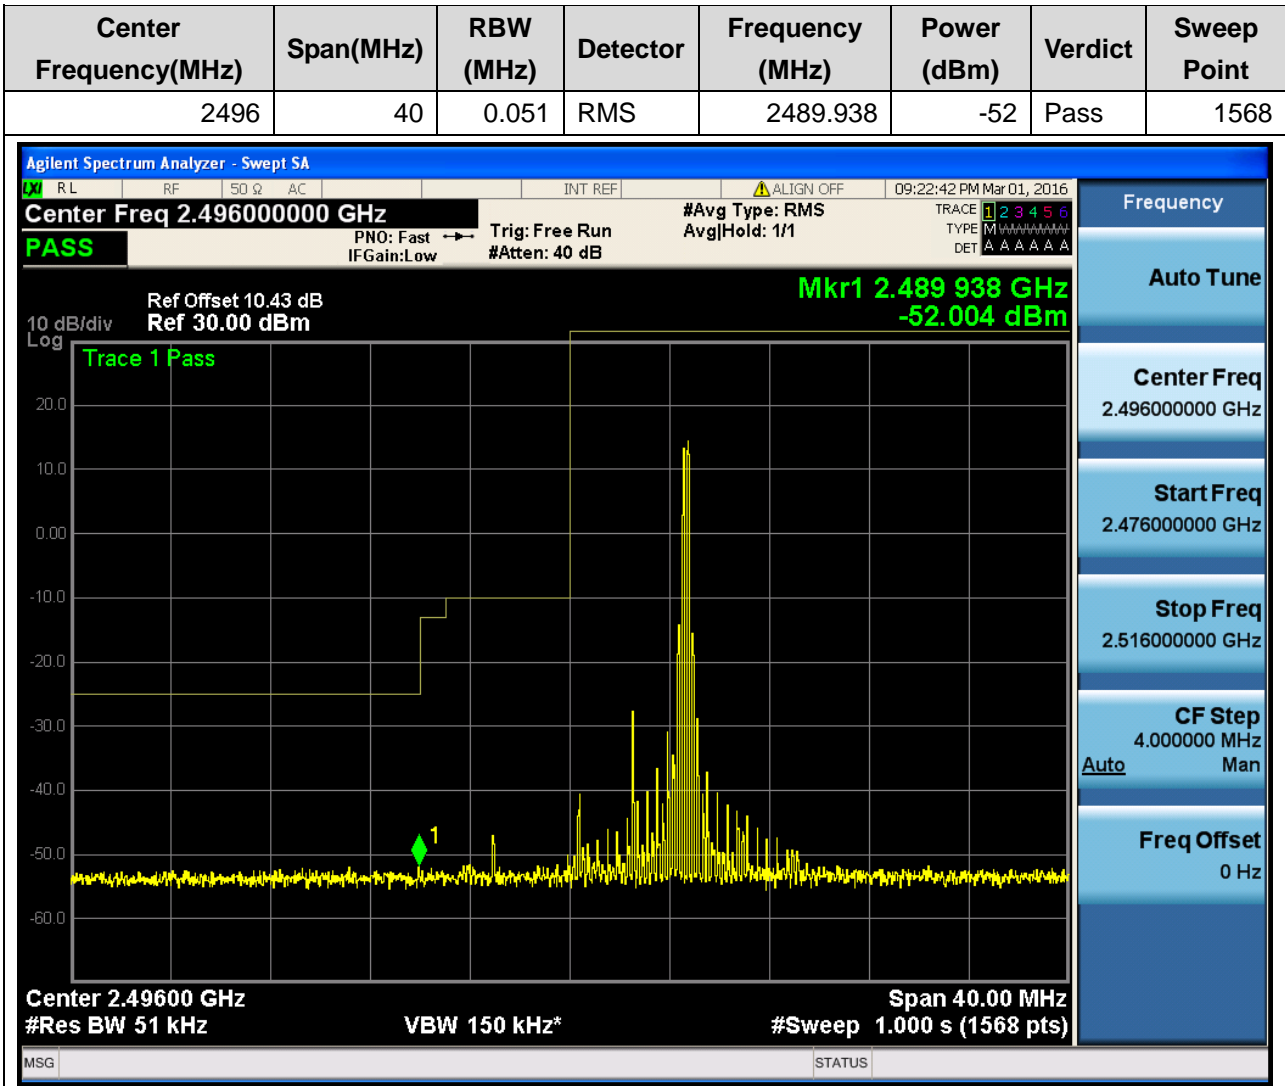 Center Frequency(MHz) Span(MHz) RBW (MHz) Detector Frequency (MHz) Power (dBm) Verdict Sweep Point
2496 40 0.051 RMS 2489.938 -52 Pass 1568
Agilent Spectrum Analyzer - Swept SA
LXI RL RF 50 Ω AC INT REF ALIGN OFF 09:22:42 PM Mar 01, 2016
Center Freq 2.496000000 GHz
PASS
PNO: Fast
IFGain:Low
Trig: Free Run
#Atten: 40 dB
#Avg Type: RMS
Avg|Hold: 1/1
TRACE 1 2 3 4 5 6
TYPE M WWWWW
DET A A A A A A
Mkr1 2.489 938 GHz
-52.004 dBm
Ref Offset 10.43 dB
10 dB/div Ref 30.00 dBm
Log
Trace 1 Pass
20.0
10.0
0.00
-10.0
-20.0
-30.0
-40.0
-50.0
-60.0
1
Center 2.49600 GHz Span 40.00 MHz
#Res BW 51 kHz VBW 150 kHz* #Sweep 1.000 s (1568 pts)
MSG STATUS
Frequency
Auto Tune
Center Freq
2.496000000 GHz
Start Freq
2.476000000 GHz
Stop Freq
2.516000000 GHz
CF Step
4.000000 MHz
Auto Man
Freq Offset
0 Hz